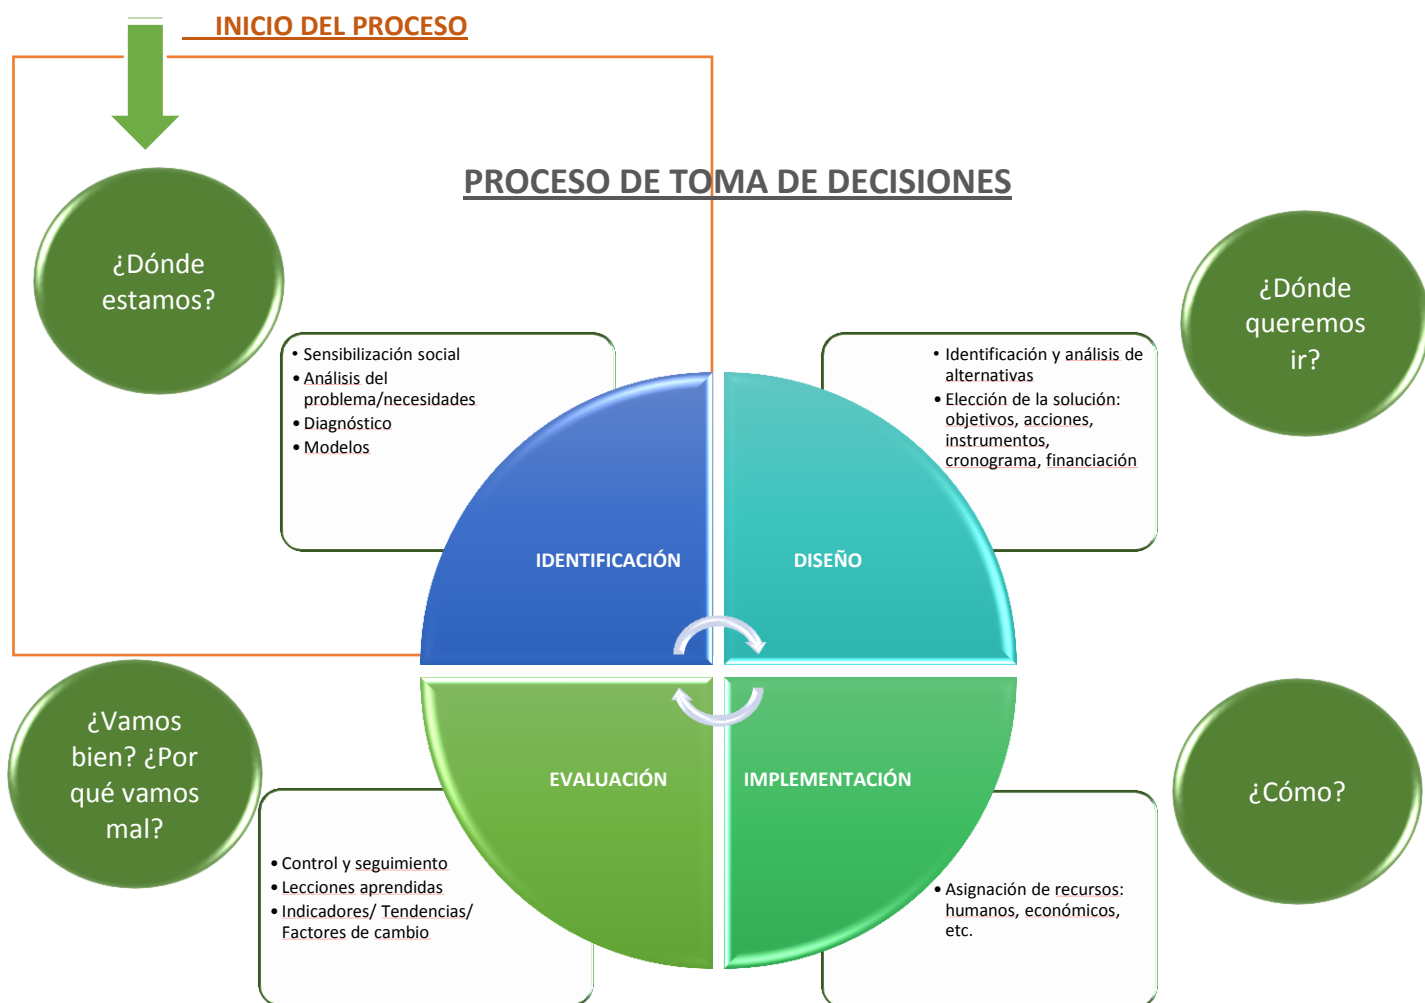 INICIO DEL PROCESO
PROCESO DE TOMA DE DECISIONES
¿Dónde
estamos?
¿Dónde
queremos
ir?
• Sensibilización social
• Análisis del
problema/necesidades
• Diagnóstico
• Modelos
• Identificación y análisis de
alternativas
• Elección de la solución:
objetivos, acciones,
instrumentos,
cronograma, financiación
IDENTIFICACIÓN
DISEÑO
EVALUACIÓN
IMPLEMENTACIÓN
¿Vamos
bien? ¿Por
qué vamos
mal?
¿Cómo?
• Control y seguimiento
• Lecciones aprendidas
• Indicadores/ Tendencias/
Factores de cambio
• Asignación de recursos:
humanos, económicos,
etc.